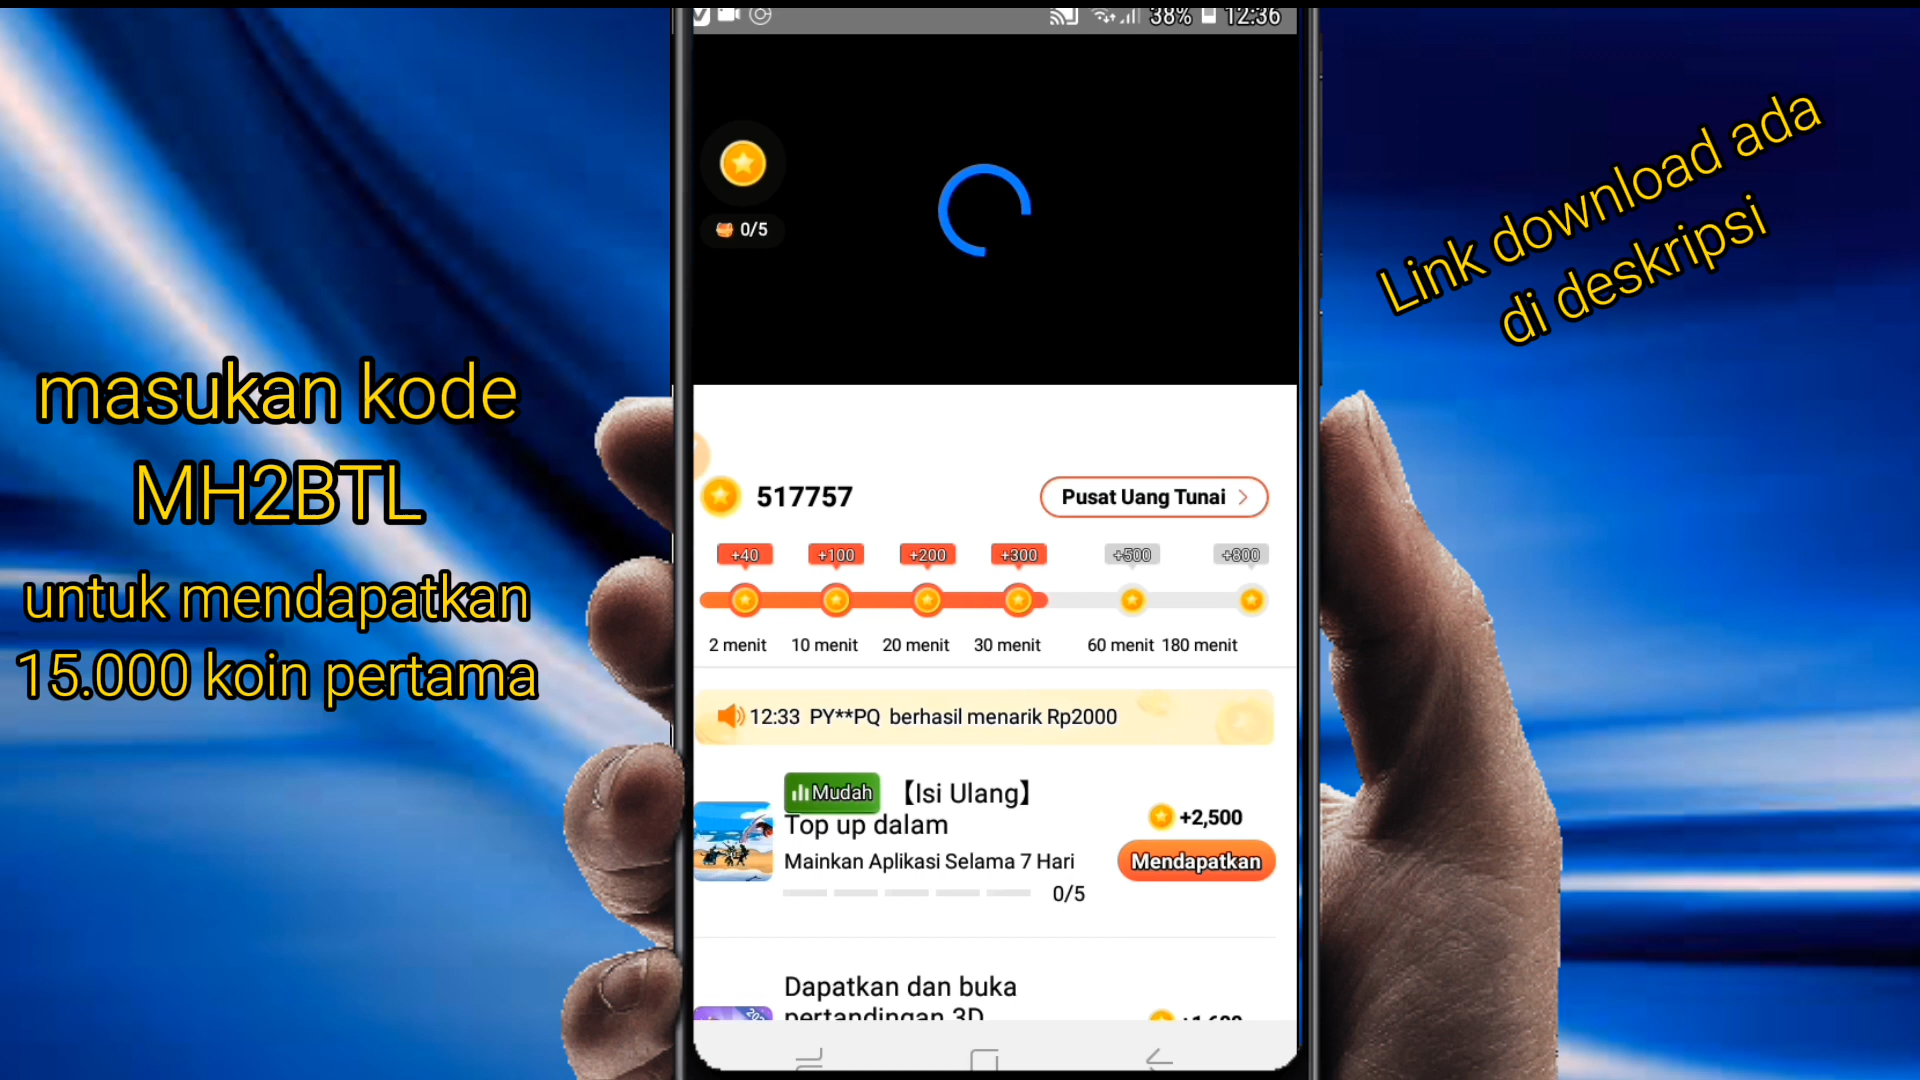 38% 12:36
0/5
Link download ada
di deskripsi
masukan kode
MH2BTL
untuk mendapatkan
15.000 koin pertama
517757
Pusat Uang Tunai
+40 +100 +200 +300 +500 +800
2 menit 10 menit 20 menit 30 menit 60 menit 180 menit
12:33 PY**PQ berhasil menarik Rp2000
Mudah 【Isi Ulang】
Top up dalam
+2,500
Mainkan Aplikasi Selama 7 Hari
Mendapatkan
0/5
Dapatkan dan buka
pertandingan 3D